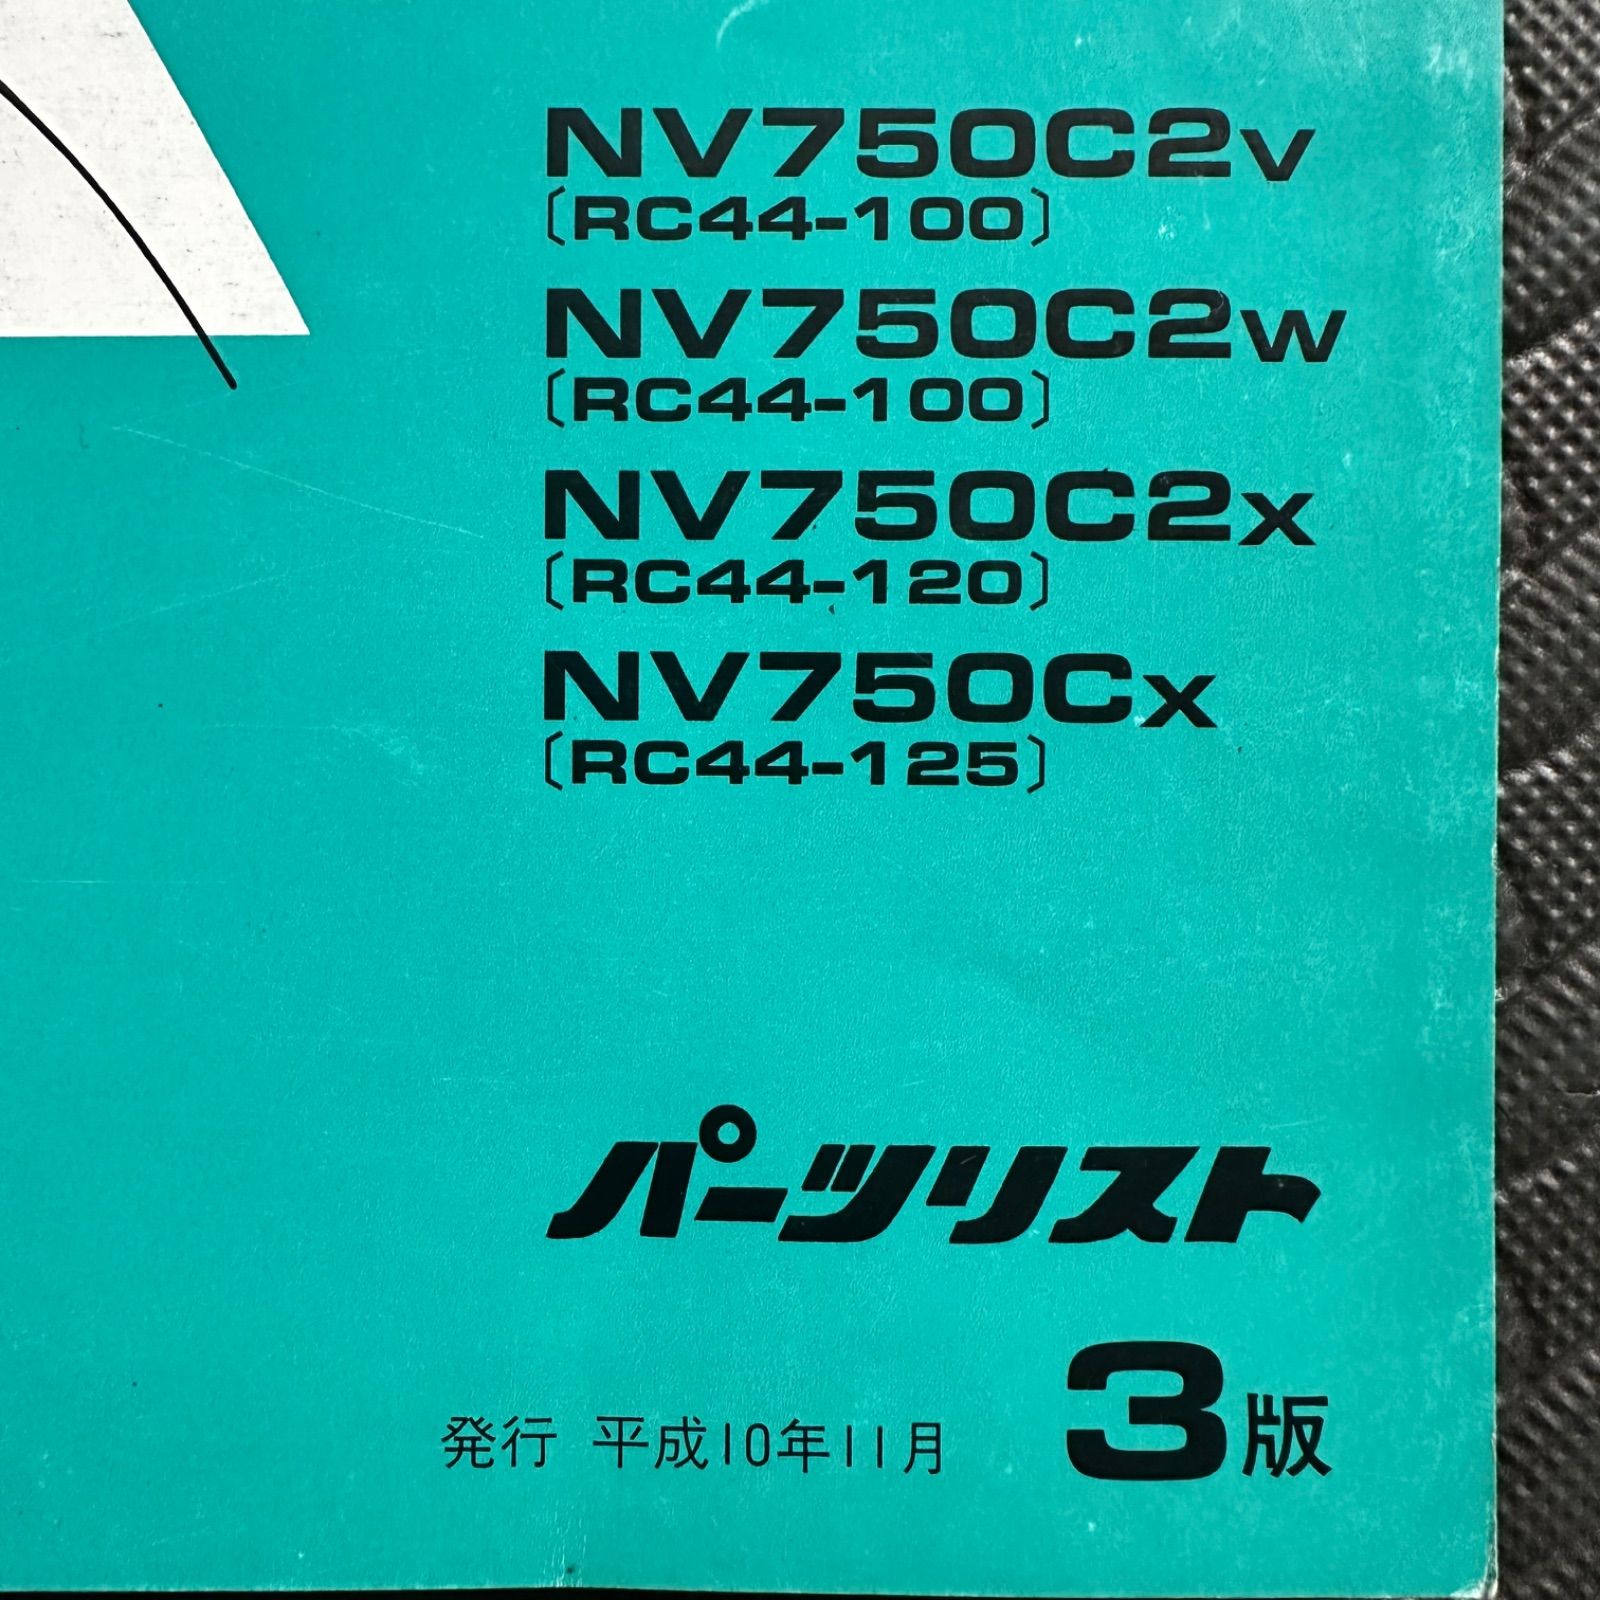 NV750C2V
〔RC44-100〕
NV750C2W
〔RC44-100〕
NV750C2X
〔RC44-120〕
NV750CX
〔RC44-125〕
パーツリスト
発行 平成10年11月 3版